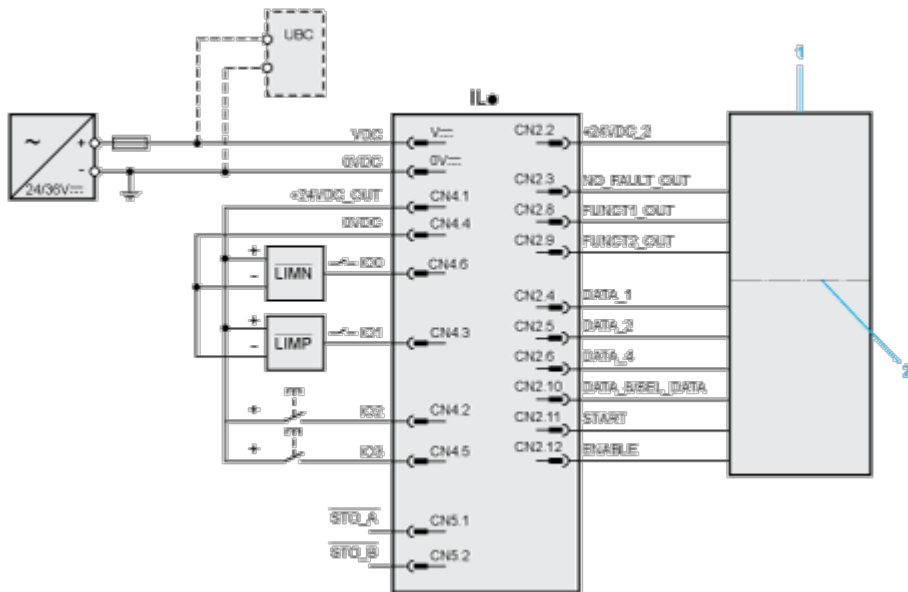 1
UBC
IL●
~
+
-
24/36V⎓
VDC
V⎓
CN2.2
+24VDC_2
0VDC
0V⎓
CN2.3
NO_FAULT_OUT
+24VDC_OUT
CN4.1
CN2.8
FUNCT1_OUT
0VDC
CN4.4
CN2.9
FUNCT2_OUT
+
-
LIMN
IO0
CN4.6
CN2.4
DATA_1
+
-
LIMP
IO1
CN4.3
CN2.5
DATA_2
CN2.6
DATA_4
2
CN2.10
DATA_8/SEL_DATA
+
IO2
CN4.2
CN2.11
START
+
IO3
CN4.5
CN2.12
ENABLE
STO_A
CN5.1
STO_B
CN5.2